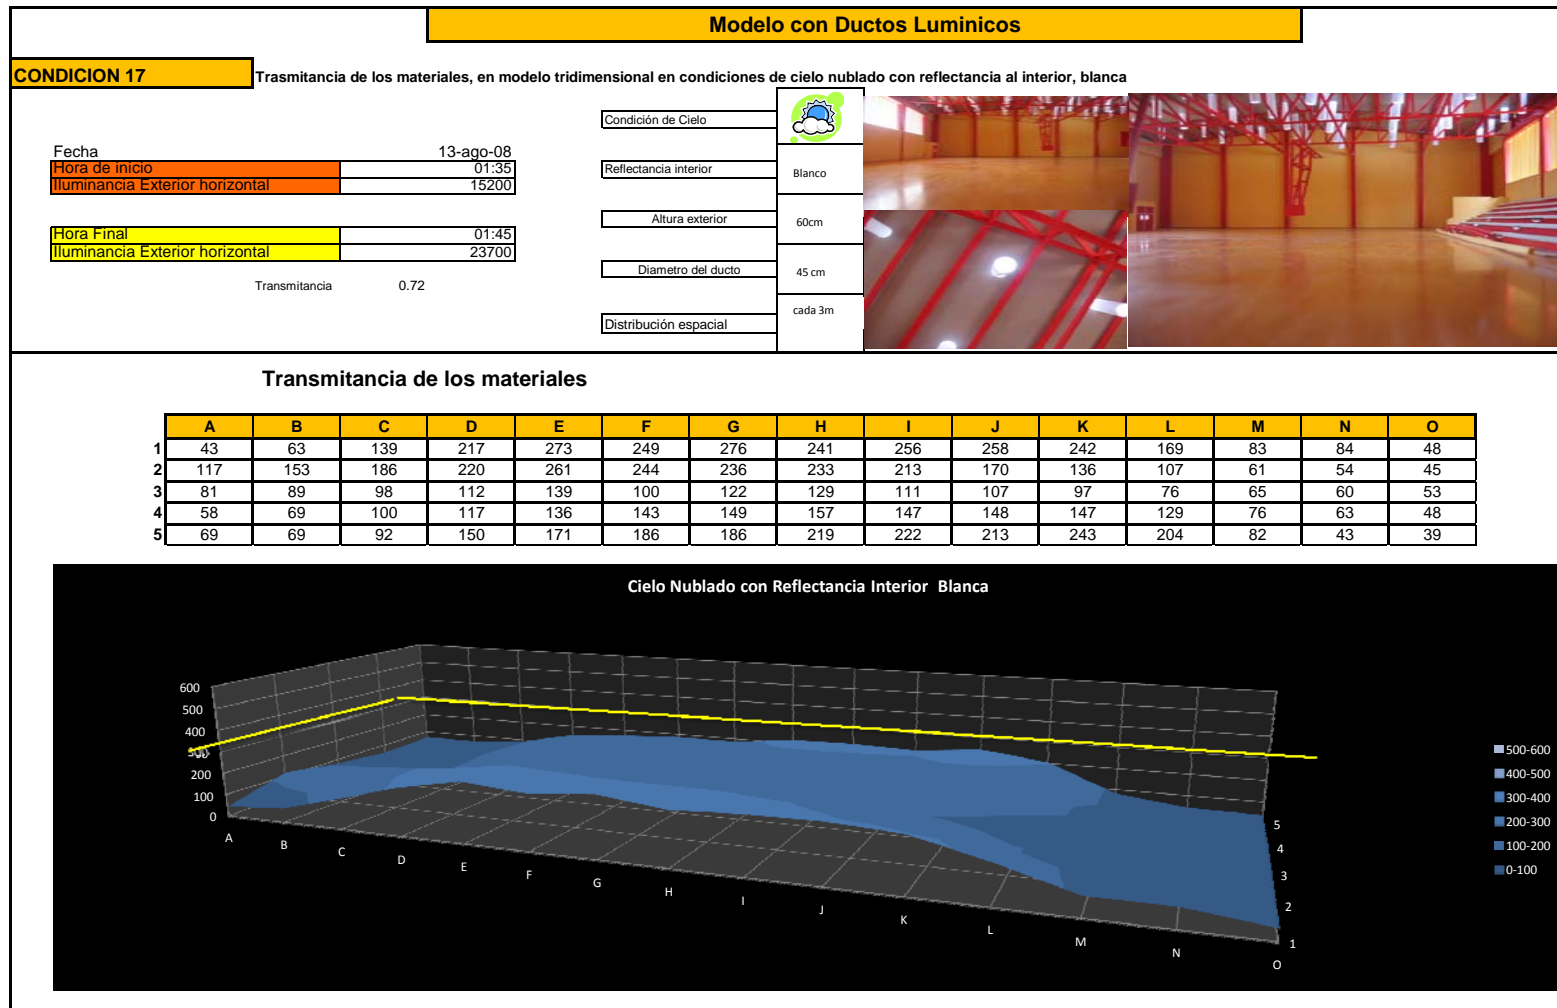 Modelo con Ductos Luminicos
CONDICION 17
Trasmitancia de los materiales, en modelo tridimensional en condiciones de cielo nublado con reflectancia al interior, blanca
Condición de Cielo
Fecha 13-ago-08
Hora de inicio 01:35
Iluminancia Exterior horizontal 15200
Reflectancia interior Blanco
Altura exterior 60cm
Hora Final 01:45
Iluminancia Exterior horizontal 23700
Diametro del ducto 45 cm
Transmitancia 0.72
Distribución espacial cada 3m
Transmitancia de los materiales
A B C D E F G H I J K L M N O
1 43 63 139 217 273 249 276 241 256 258 242 169 83 84 48
2 117 153 186 220 261 244 236 233 213 170 136 107 61 54 45
3 81 89 98 112 139 100 122 129 111 107 97 76 65 60 53
4 58 69 100 117 136 143 149 157 147 148 147 129 76 63 48
5 69 69 92 150 171 186 186 219 222 213 243 204 82 43 39
Cielo Nublado con Reflectancia Interior Blanca
600
500
400
300
200
100
0
A B C D E F G H I J K L M N O
5
4
3
2
1
500-600
400-500
300-400
200-300
100-200
0-100